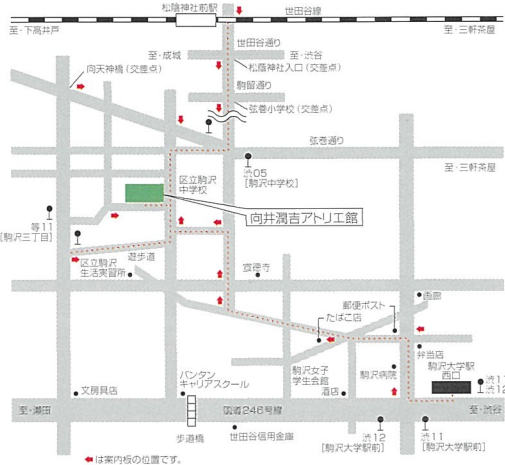 松陰神社前駅
世田谷線
至・下高井戸
至・三軒茶屋
世田谷通り
至・成城
至・渋谷
向天神橋(交差点)
松蔭神社入口(交差点)
駒留通り
弦巻小学校(交差点)
弦巻通り
渋05
[駒沢中学校]
至・三軒茶屋
区立駒沢
中学校
向井潤吉アトリエ館
等11
[駒沢三丁目]
区立駒沢
生活実習所
遊歩道
宣徳寺
画廊
郵便ポスト
たばこ店
弁当店
駒沢大学駅
西口
渋11
渋12
駒沢女子
学生会館
駒沢病院
酒店
文房具店
バンタン
キャリアスクール
至・瀬田
国道246号線
至・渋谷
歩道橋
世田谷信用金庫
渋12
[駒沢大学駅前]
渋11
[駒沢大学駅前]
は案内板の位置です。